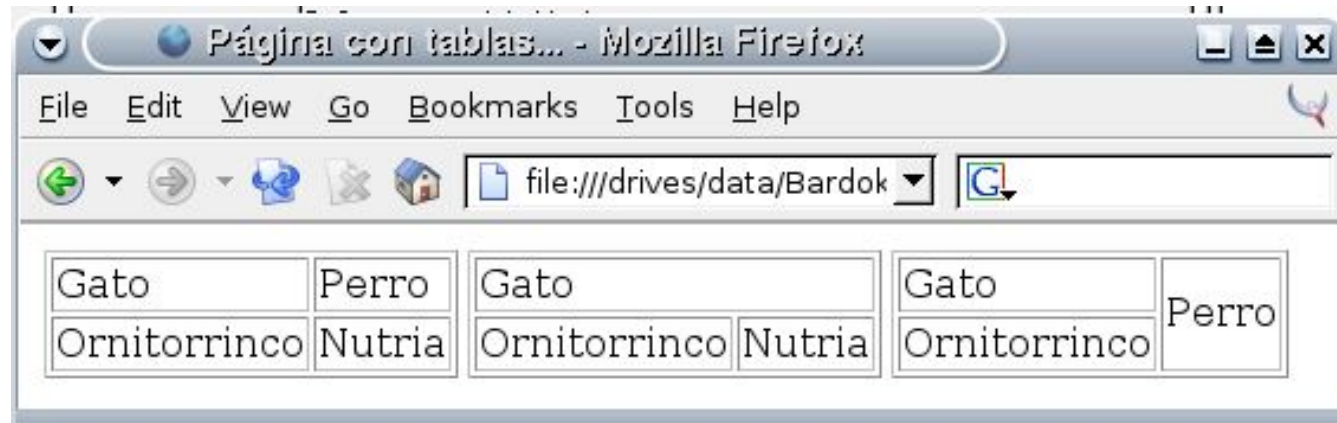 Página con tablas... - Mozilla Firefox
File Edit View Go Bookmarks Tools Help
file:///drives/data/Bardok G
Gato Perro Gato Gato Perro
Ornitorrinco Nutria Ornitorrinco Nutria Ornitorrinco